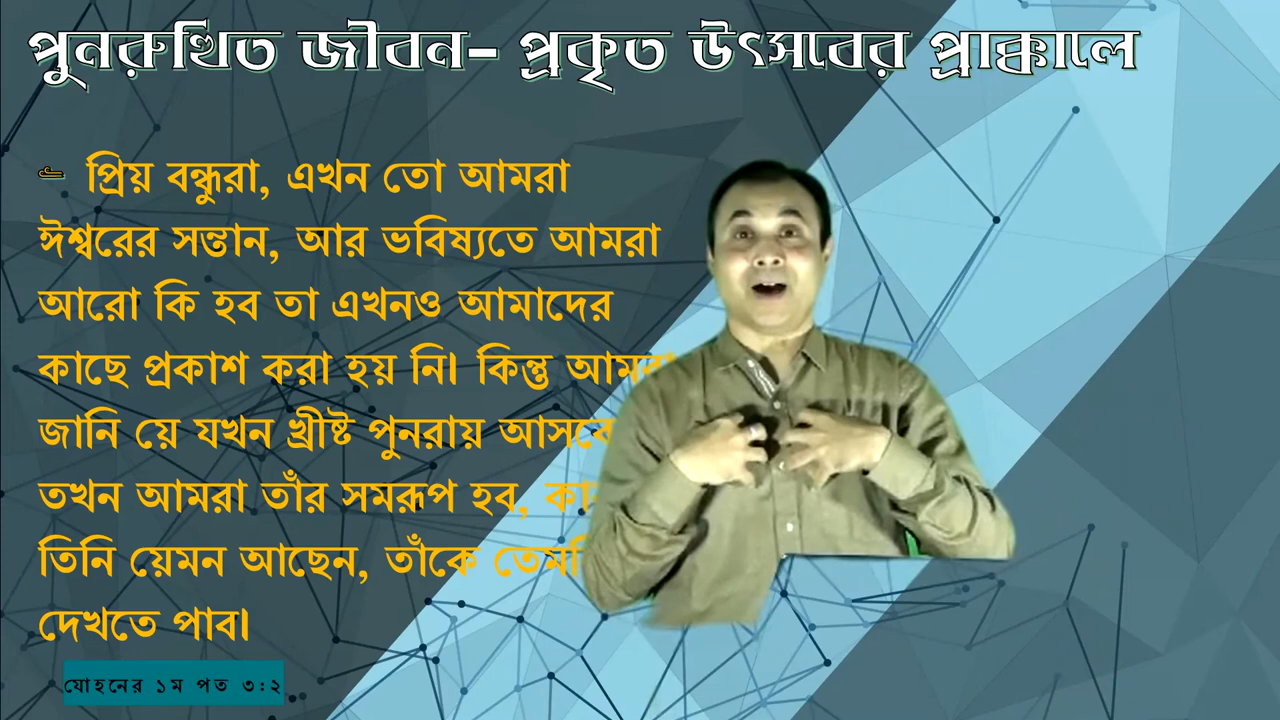 পুনরুত্থিত জীবন- প্রকৃত উৎসবের প্রাক্কালে
প্রিয় বন্ধুরা, এখন তো আমরা
ঈশ্বরের সন্তান, আর ভবিষ্যতে আমরা
আরো কি হব তা এখনও আমাদের
কাছে প্রকাশ করা হয় নি। কিন্তু আমরা
জানি য়ে যখন খ্রীষ্ট পুনরায় আসবে
তখন আমরা তাঁর সমরূপ হব,
তিনি য়েমন আছেন, তাঁকে
দেখতে পাব।
যোহনের ১ম পত ৩:২